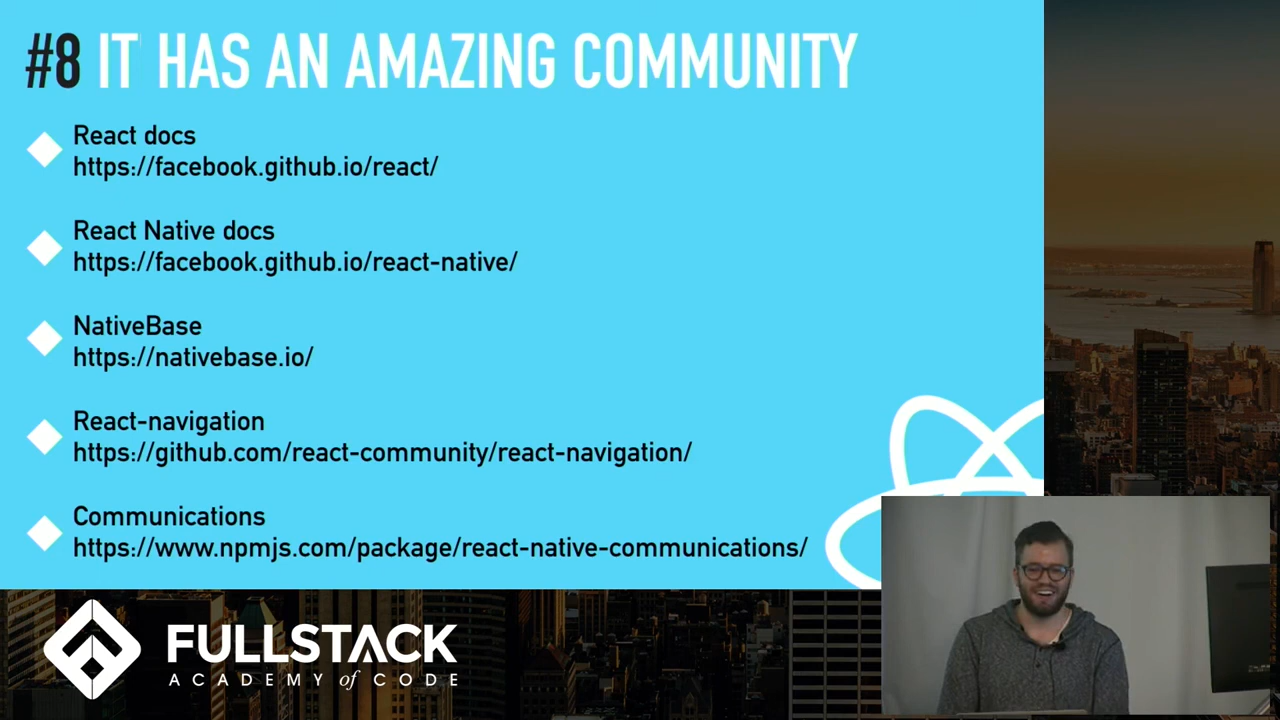 #8 IT HAS AN AMAZING COMMUNITY
React docs
https://facebook.github.io/react/
React Native docs
https://facebook.github.io/react-native/
NativeBase
https://nativebase.io/
React-navigation
https://github.com/react-community/react-navigation/
Communications
https://www.npmjs.com/package/react-native-communications/
FULLSTACK
ACADEMY of CODE